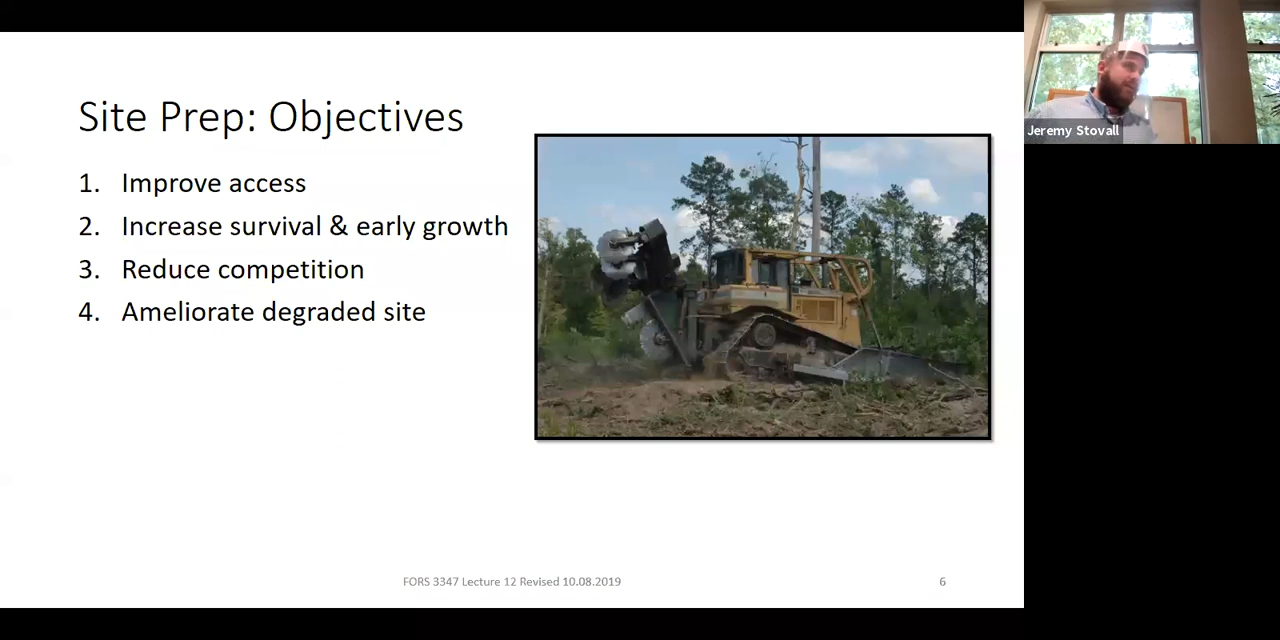 Site Prep: Objectives
1. Improve access
2. Increase survival & early growth
3. Reduce competition
4. Ameliorate degraded site
FORS 3347 Lecture 12 Revised 10.08.2019
6
Jeremy Stovall